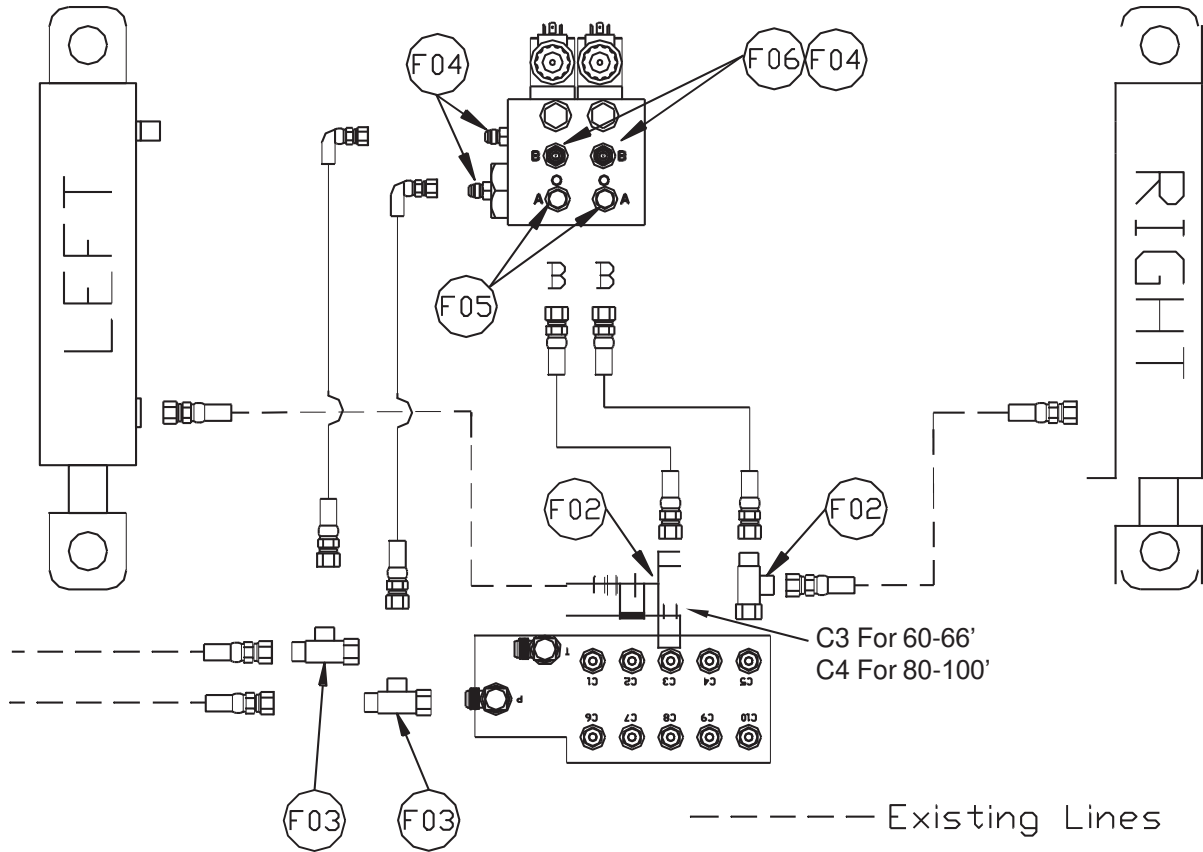 F04
F06
F04
LEFT
RIGHT
B
B
A
A
F05
B
B
F02
F02
C3 For 60-66’
C4 For 80-100’
T
C1
C2
C3
C4
C5
P
C6
C7
C8
C9
C10
F03
F03
Existing Lines